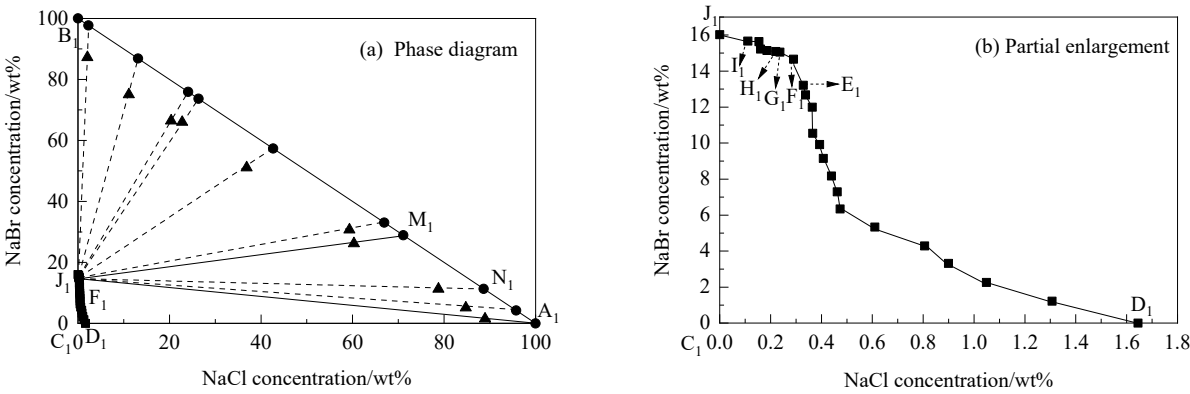 (a) Phase diagram
NaBr concentration/wt%
100
80
60
40
20
0
B1
J1
F1
C1
D1
M1
N1
A1
0
20
40
60
80
100
NaCl concentration/wt%
(b) Partial enlargement
NaBr concentration/wt%
J1
16
14
12
10
8
6
4
2
0
I1
H1
G1
F1
E1
D1
C1
0.0
0.2
0.4
0.6
0.8
1.0
1.2
1.4
1.6
1.8
NaCl concentration/wt%